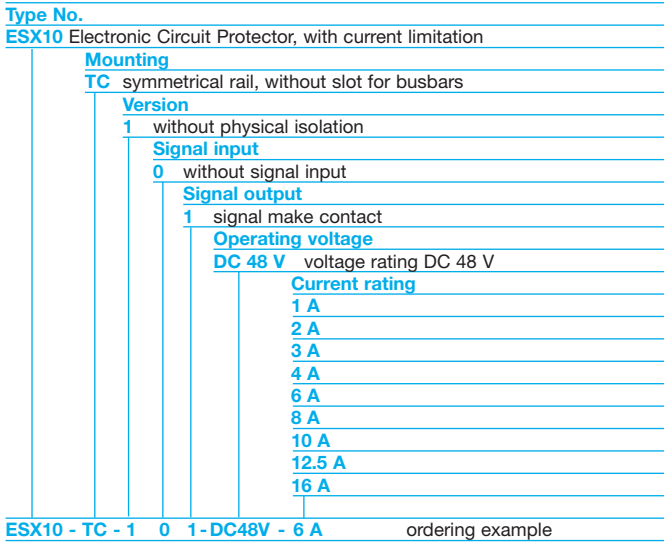 Type No.
ESX10 Electronic Circuit Protector, with current limitation
Mounting
TC symmetrical rail, without slot for busbars
Version
1 without physical isolation
Signal input
0 without signal input
Signal output
1 signal make contact
Operating voltage
DC 48 V voltage rating DC 48 V
Current rating
1 A
2 A
3 A
4 A
6 A
8 A
10 A
12.5 A
16 A
ESX10 - TC - 1 0 1 - DC48V - 6 A ordering example